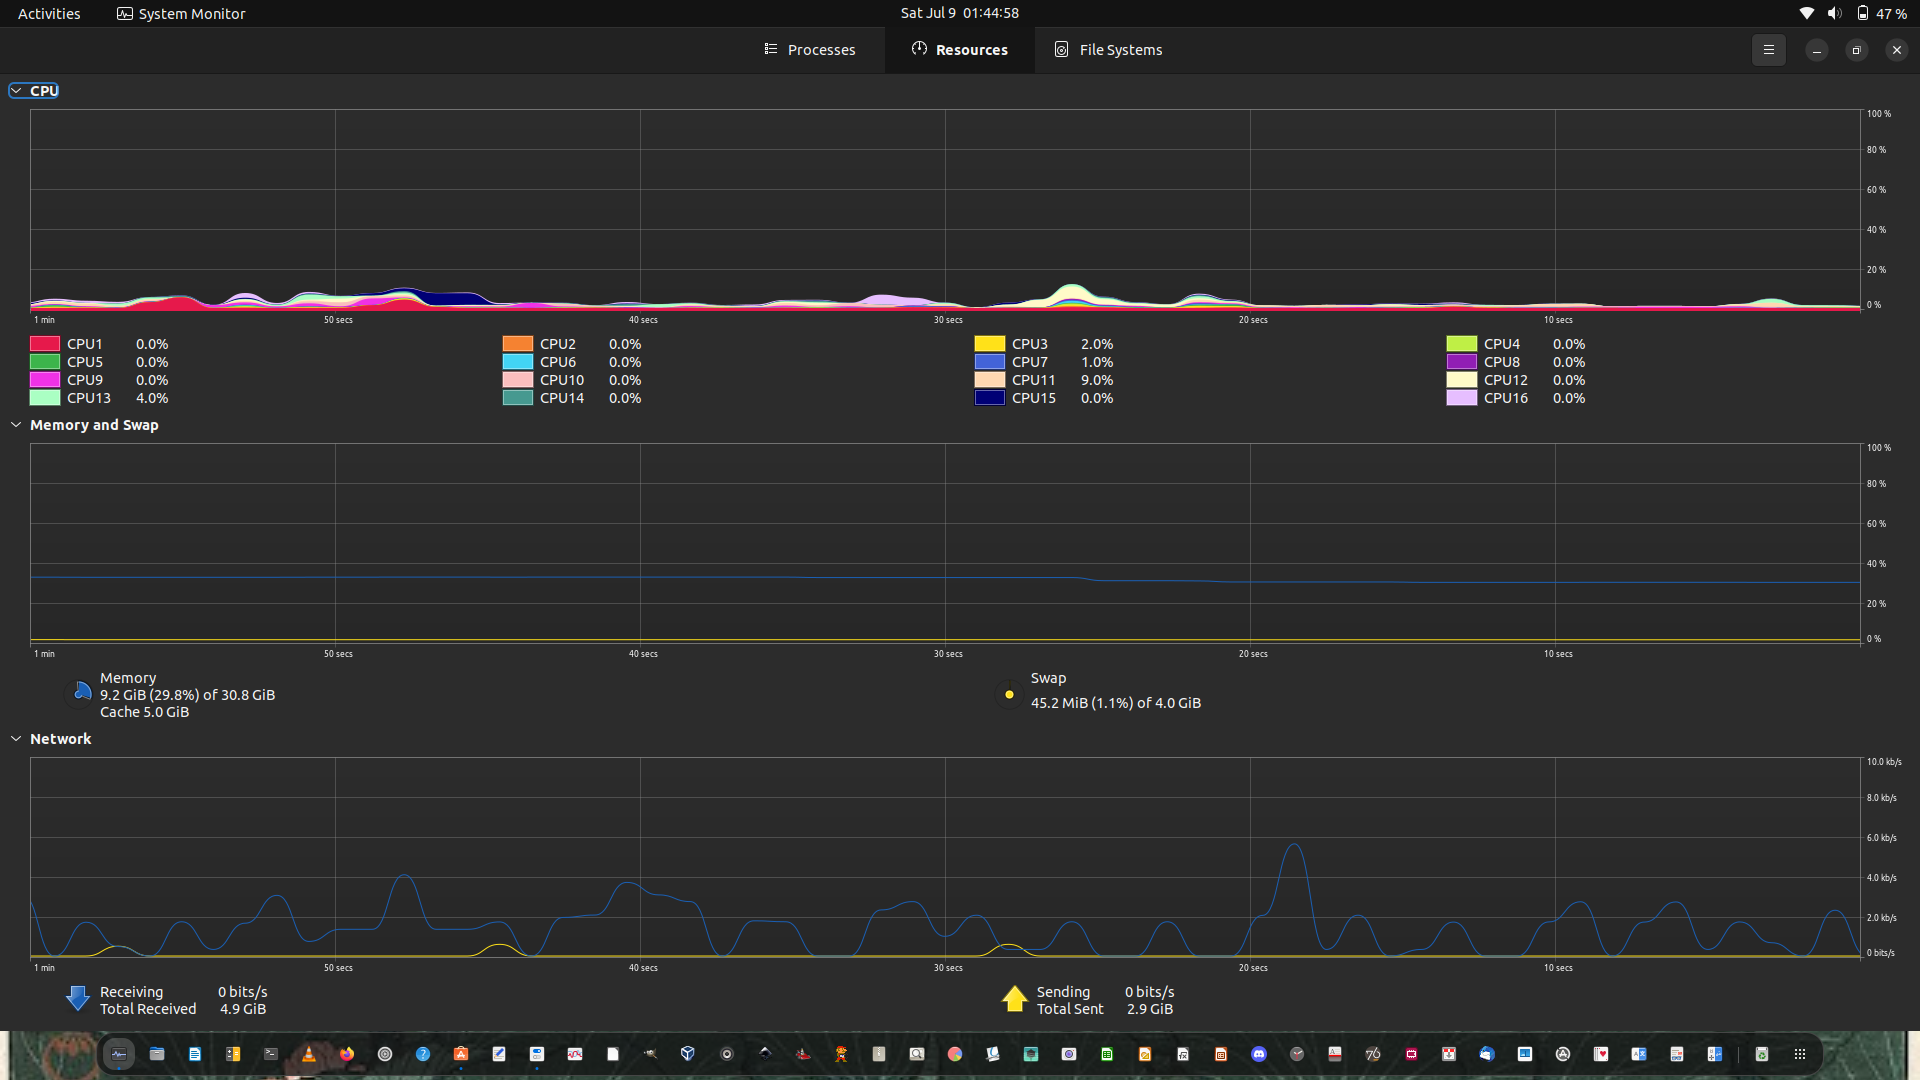 Activities System Monitor Sat Jul 9 01:44:58 47 %
Processes Resources File Systems
CPU
100 %
80 %
60 %
40 %
20 %
0 %
1 min 50 secs 40 secs 30 secs 20 secs 10 secs
CPU1 0.0% CPU2 0.0% CPU3 2.0% CPU4 0.0%
CPU5 0.0% CPU6 0.0% CPU7 1.0% CPU8 0.0%
CPU9 0.0% CPU10 0.0% CPU11 9.0% CPU12 0.0%
CPU13 4.0% CPU14 0.0% CPU15 0.0% CPU16 0.0%
Memory and Swap
100 %
80 %
60 %
40 %
20 %
0 %
1 min 50 secs 40 secs 30 secs 20 secs 10 secs
Memory
9.2 GiB (29.8%) of 30.8 GiB
Cache 5.0 GiB
Swap
45.2 MiB (1.1%) of 4.0 GiB
Network
10.0 kb/s
8.0 kb/s
6.0 kb/s
4.0 kb/s
2.0 kb/s
0 bits/s
1 min 50 secs 40 secs 30 secs 20 secs 10 secs
Receiving 0 bits/s
Total Received 4.9 GiB
Sending 0 bits/s
Total Sent 2.9 GiB